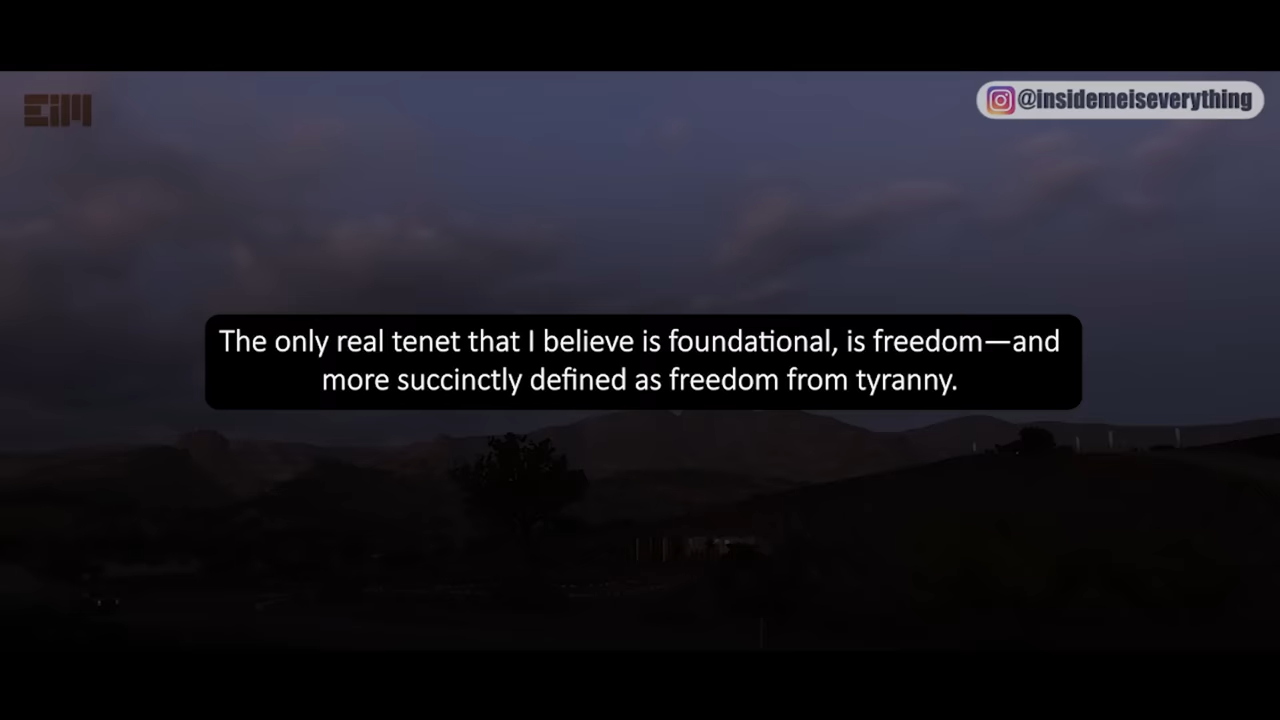 EiM
@insidemeiseverything
The only real tenet that I believe is foundational, is freedom—and
more succinctly defined as freedom from tyranny.